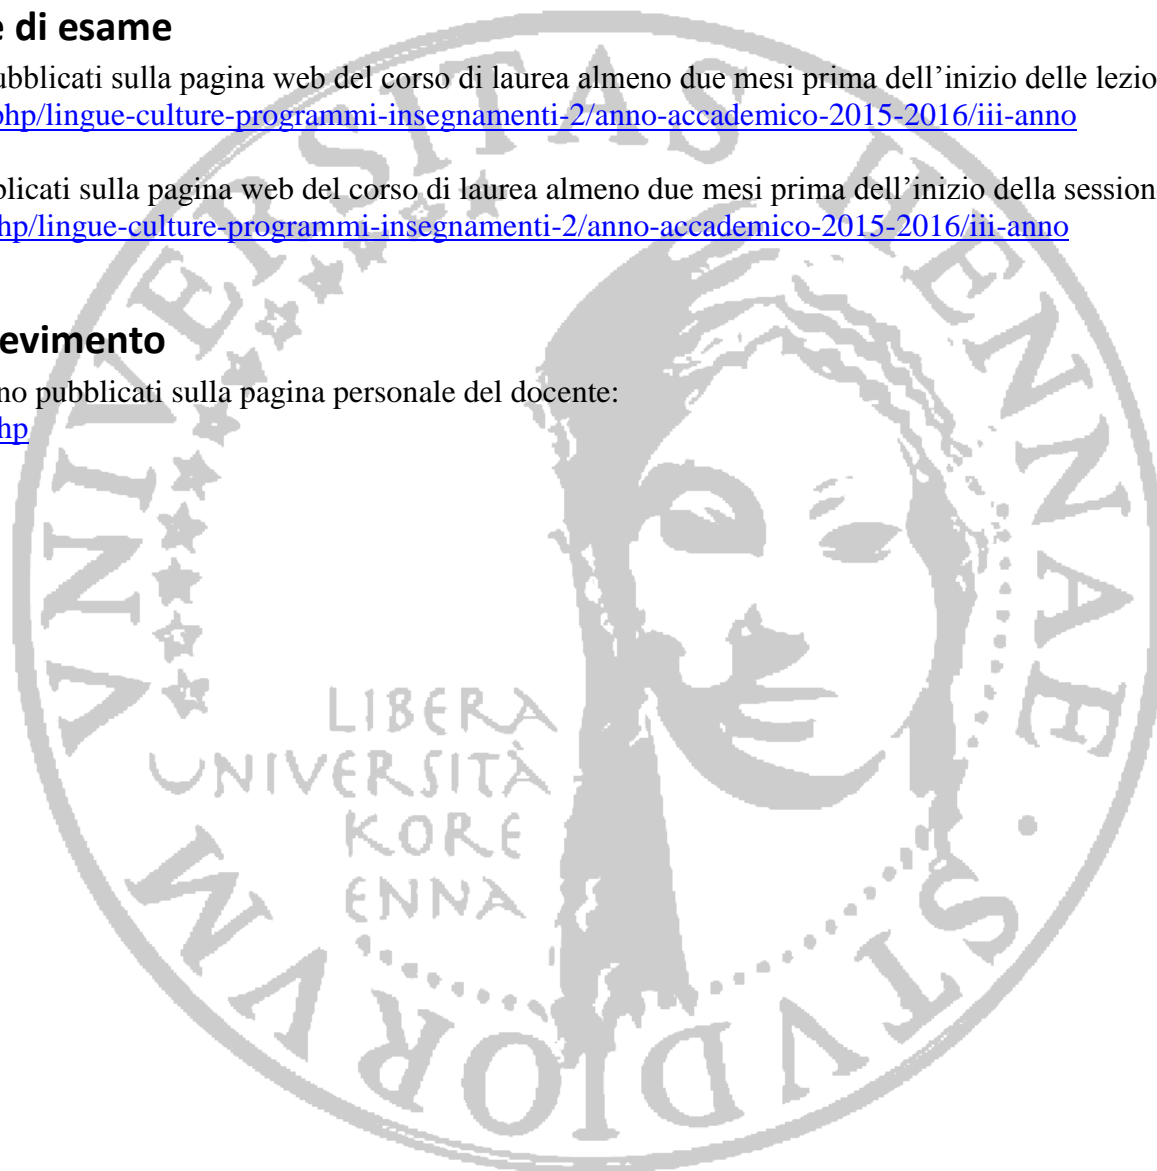 e di esame
ubblicati sulla pagina web del corso di laurea almeno due mesi prima dell’inizio delle lezio
php/lingue-culture-programmi-insegnamenti-2/anno-accademico-2015-2016/iii-anno
blicati sulla pagina web del corso di laurea almeno due mesi prima dell’inizio della session
hp/lingue-culture-programmi-insegnamenti-2/anno-accademico-2015-2016/iii-anno
evimento
no pubblicati sulla pagina personale del docente:
hp
VNIVERSITAS HENNAE • STVDIORVM
LIBERA
UNIVERSITÀ
KORE
ENNA